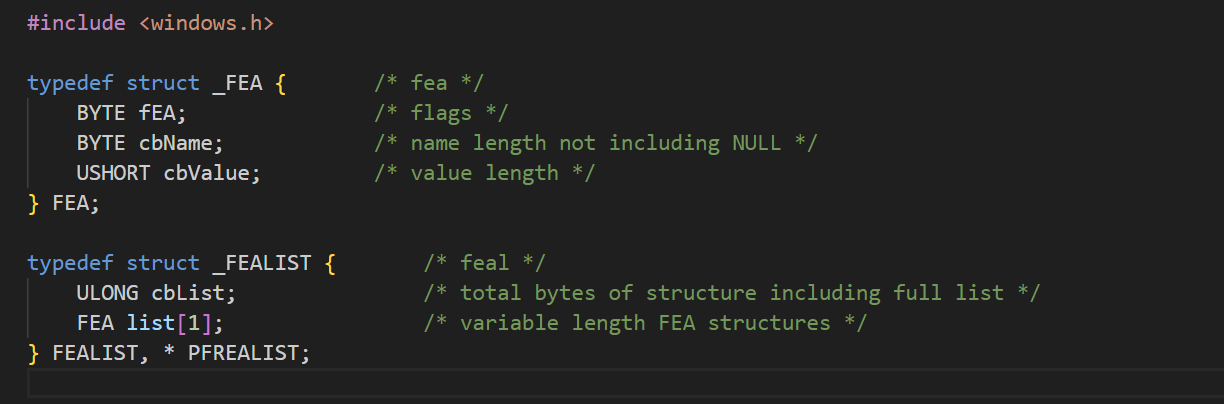 #include <windows.h>
typedef struct _FEA { /* fea */
BYTE fEA; /* flags */
BYTE cbName; /* name length not including NULL */
USHORT cbValue; /* value length */
} FEA;
typedef struct _FEALIST { /* feal */
ULONG cbList; /* total bytes of structure including full list */
FEA list[1]; /* variable length FEA structures */
} FEALIST, * PFREALIST;